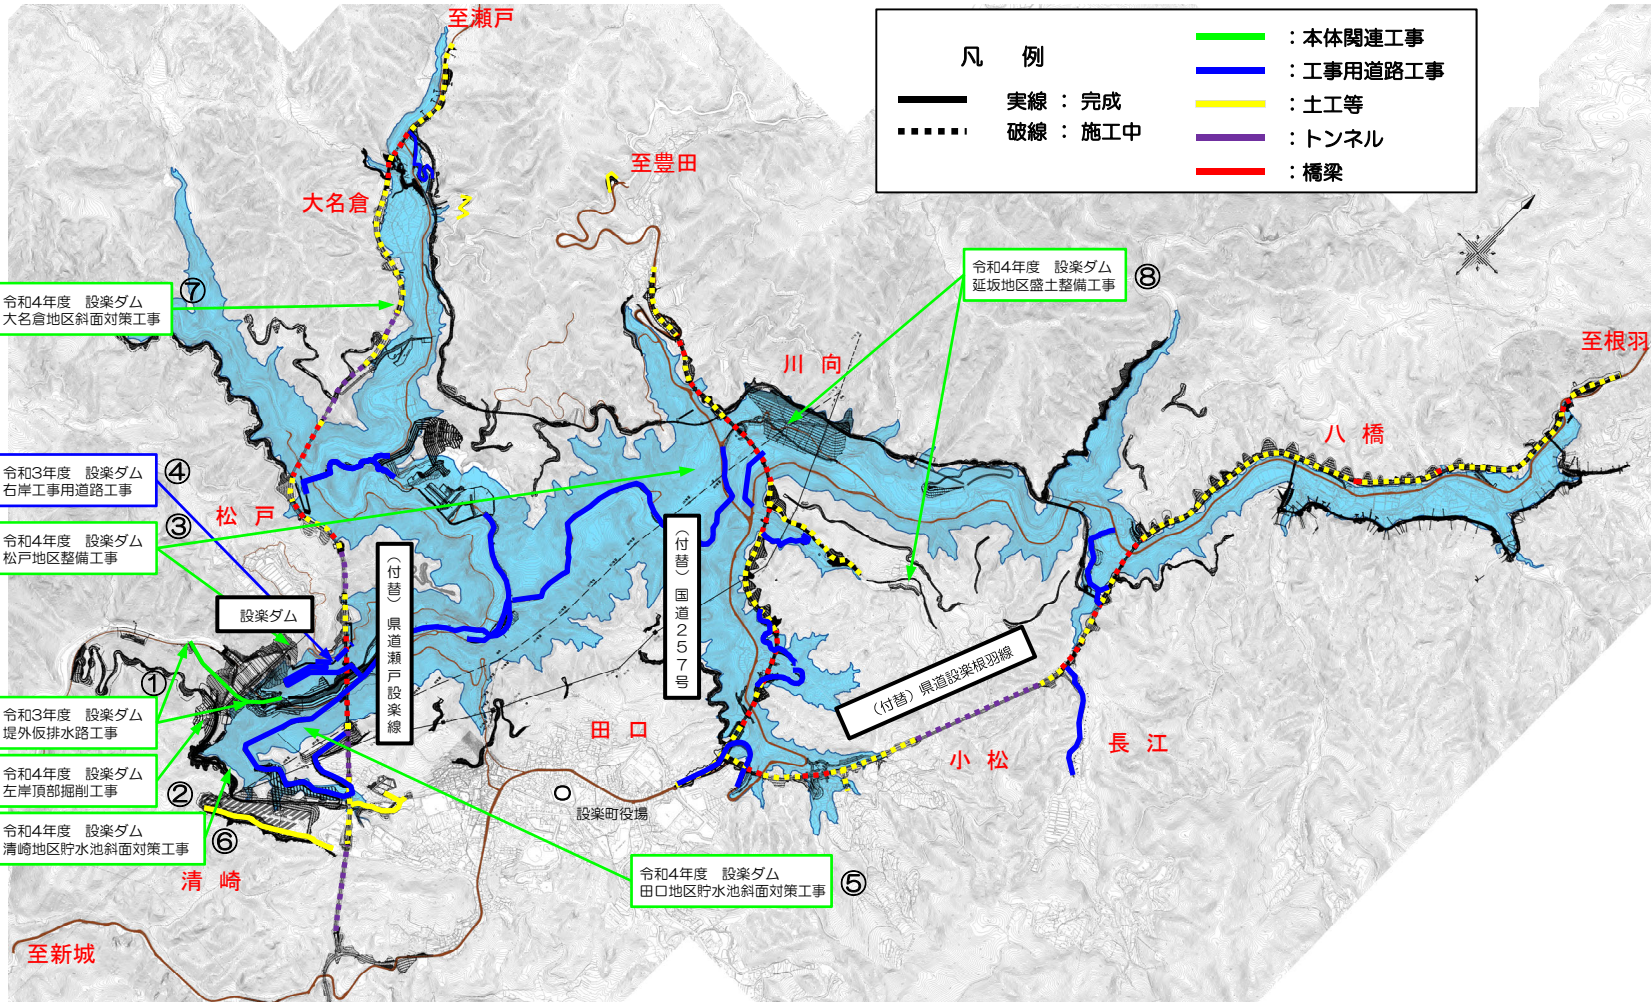 至瀬戸
凡　例
実線 ： 完成
破線 ： 施工中
：本体関連工事
：工事用道路工事
：土工等
：トンネル
：橋梁
至豊田
大名倉
令和4年度　設楽ダム
大名倉地区斜面対策工事
⑦
令和4年度　設楽ダム
延坂地区盛土整備工事
⑧
川 向
至根羽
八 橋
令和3年度　設楽ダム
右岸工事用道路工事
④
松 戸
③
令和4年度　設楽ダム
松戸地区整備工事
設楽ダム
（付替）県道瀬戸設楽線
（付替）国道２５７号
（付替）県道設楽根羽線
①
令和3年度　設楽ダム
堤外仮排水路工事
令和4年度　設楽ダム
左岸頂部掘削工事
②
令和4年度　設楽ダム
清崎地区貯水池斜面対策工事
⑥
清 崎
田 口
小 松
長 江
設楽町役場
令和4年度　設楽ダム
田口地区貯水池斜面対策工事
⑤
至新城